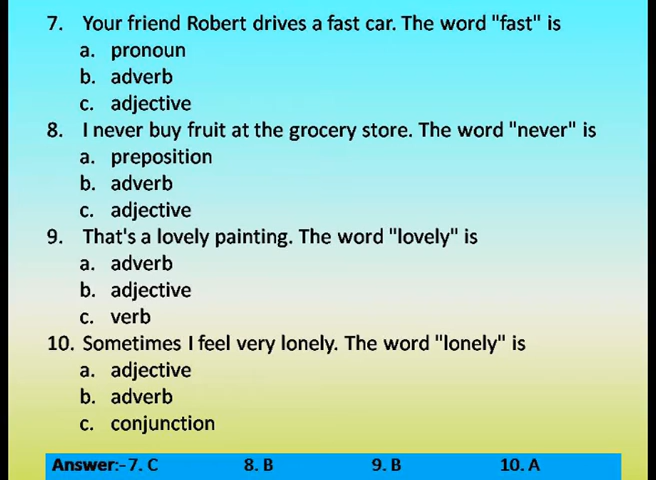 7. Your friend Robert drives a fast car. The word "fast" is
a. pronoun
b. adverb
c. adjective
8. I never buy fruit at the grocery store. The word "never" is
a. preposition
b. adverb
c. adjective
9. That's a lovely painting. The word "lovely" is
a. adverb
b. adjective
c. verb
10. Sometimes I feel very lonely. The word "lonely" is
a. adjective
b. adverb
c. conjunction
Answer:-7. C 8. B 9. B 10. A